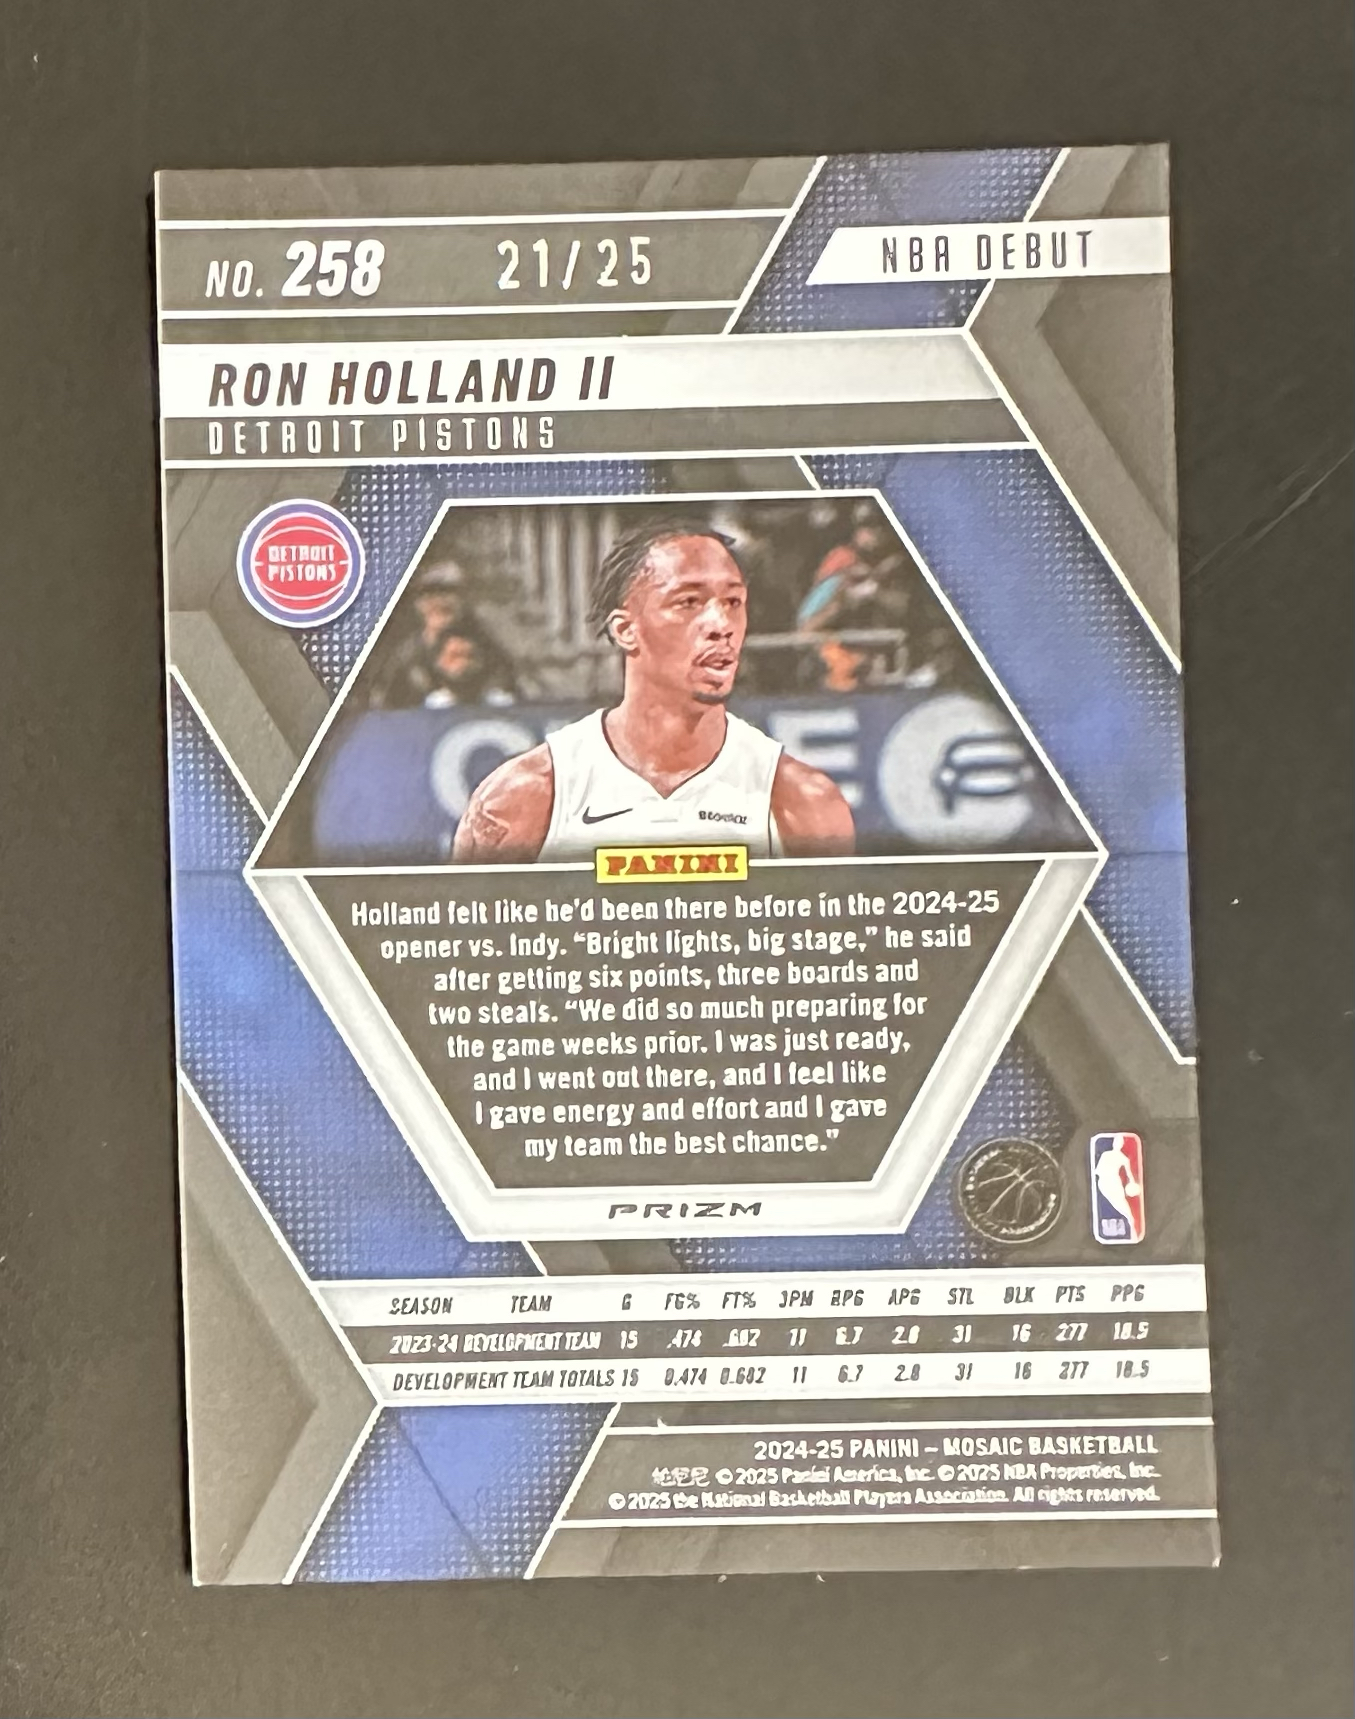 NO. 258 21/25 NBA DEBUT
RON HOLLAND II
DETROIT PISTONS
DETROIT
PISTONS
PANINI
Holland felt like he'd been there before in the 2024-25
opener vs. Indy. “Bright lights, big stage,” he said
after getting six points, three boards and
two steals. “We did so much preparing for
the game weeks prior. I was just ready,
and I went out there, and I feel like
I gave energy and effort and I gave
my team the best chance.”
PRIZM
NBA
SEASON TEAM G FG% FT% 3PM RPG APG STL BLK PTS PPG
2023-24 DEVELOPMENT TEAM 15 .474 .682 11 6.7 2.8 31 16 277 18.5
DEVELOPMENT TEAM TOTALS 15 0.474 0.682 11 6.7 2.8 31 16 277 18.5
2024-25 PANINI – MOSAIC BASKETBALL
© 2025 Panini America, Inc. © 2025 NBA Properties, Inc.
© 2025 the National Basketball Players Association. All rights reserved.